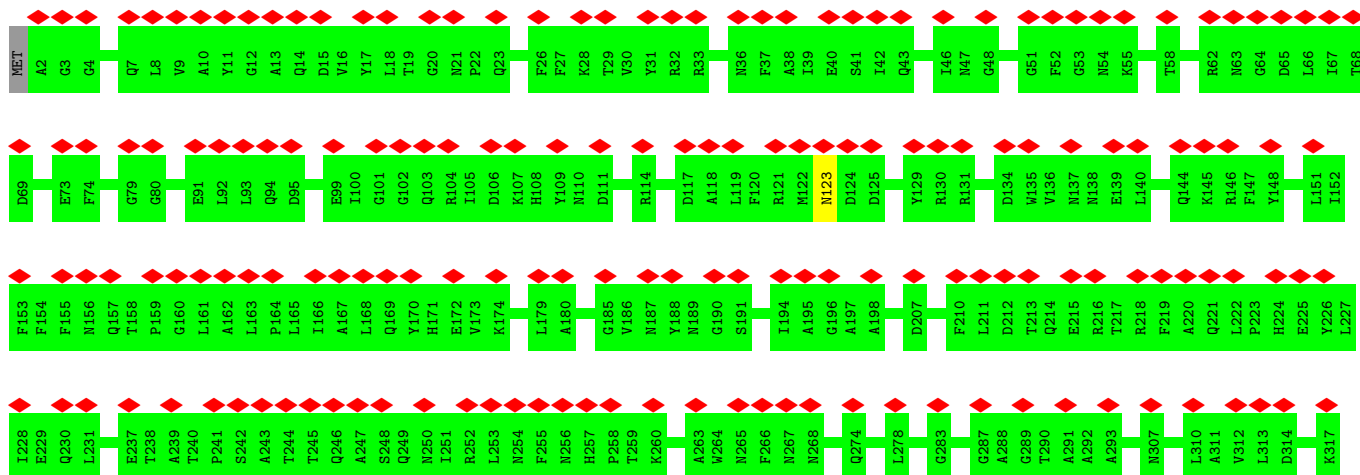 MET A2 G3 G4 Q7 L8 V9 A10 Y11 G12 A13 Q14 D15 V16 Y17 L18 T19 G20 N21 P22 Q23 F26 F27 K28 T29 V30 Y31 R32 R33 N36 F37 A38 I39 E40 S41 I42 Q43 I46 N47 G48 G51 F52 G53 N54 K55 T58 R62 N63 G64 D65 L66 I67 T68
D69 E73 F74 G79 G80 E91 L92 L93 Q94 D95 E99 I100 G101 G102 Q103 R104 I105 D106 K107 H108 Y109 N110 D111 R114 D117 A118 L119 F120 R121 M122 N123 D124 D125 Y129 R130 R131 D134 W135 V136 N137 N138 E139 L140 Q144 K145 R146 F147 Y148 L151 I152
F153 F154 F155 N156 Q157 T158 P159 G160 L161 A162 L163 P164 L165 I166 A167 L168 Q169 Y170 H171 E172 V173 K174 L179 A180 G185 V186 N187 Y188 N189 G190 S191 I194 A195 G196 A197 A198 D207 F210 L211 D212 T213 Q214 E215 R216 T217 R218 F219 A220 Q221 L222 P223 H224 E225 Y226 L227
I228 E229 Q230 L231 E237 T238 A239 T240 P241 S242 A243 T244 T245 Q246 A247 S248 Q249 N250 I251 R252 L253 N254 F255 N256 H257 P258 T259 K260 A263 W264 N265 F266 N267 N268 Q274 L278 G283 G287 A288 G289 T290 A291 A292 A293 N307 L310 A311 V312 L313 D314 K317